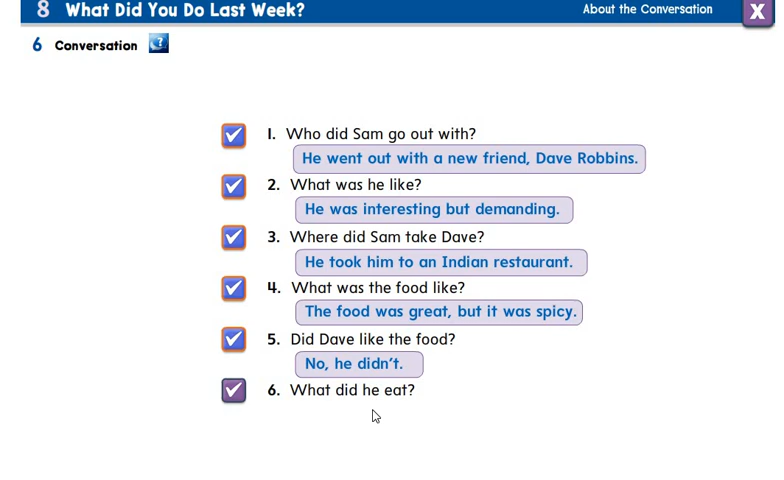 8 What Did You Do Last Week?
About the Conversation
X
6 Conversation ?
1. Who did Sam go out with?
He went out with a new friend, Dave Robbins.
2. What was he like?
He was interesting but demanding.
3. Where did Sam take Dave?
He took him to an Indian restaurant.
4. What was the food like?
The food was great, but it was spicy.
5. Did Dave like the food?
No, he didn't.
6. What did he eat?